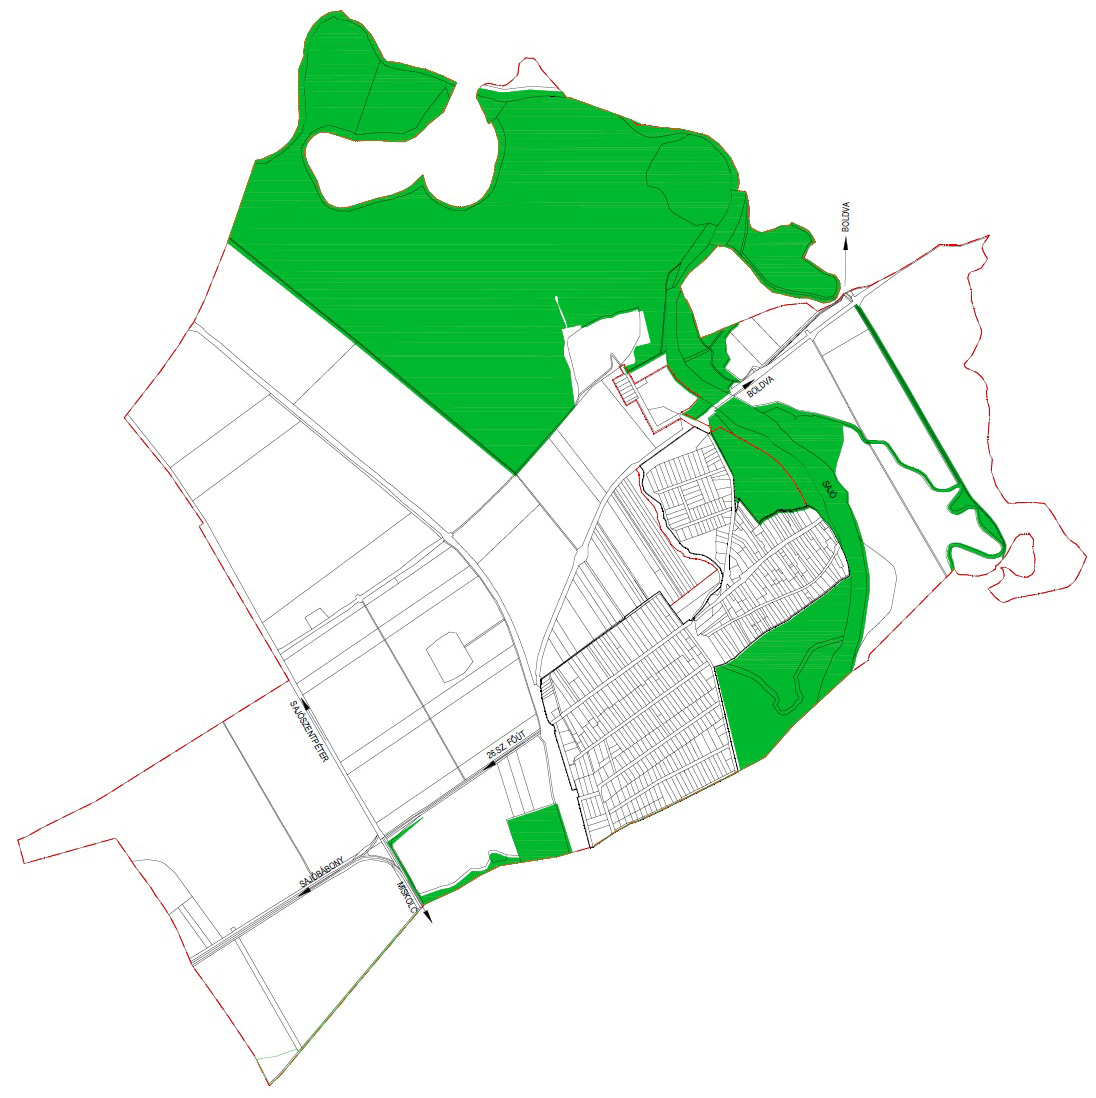 BOLDVA
BOLDVA
SAJÓ
SAJÓSZENTPÉTER
26.SZ. FŐÚT
SAJÓBÁBONY
MISKOLC